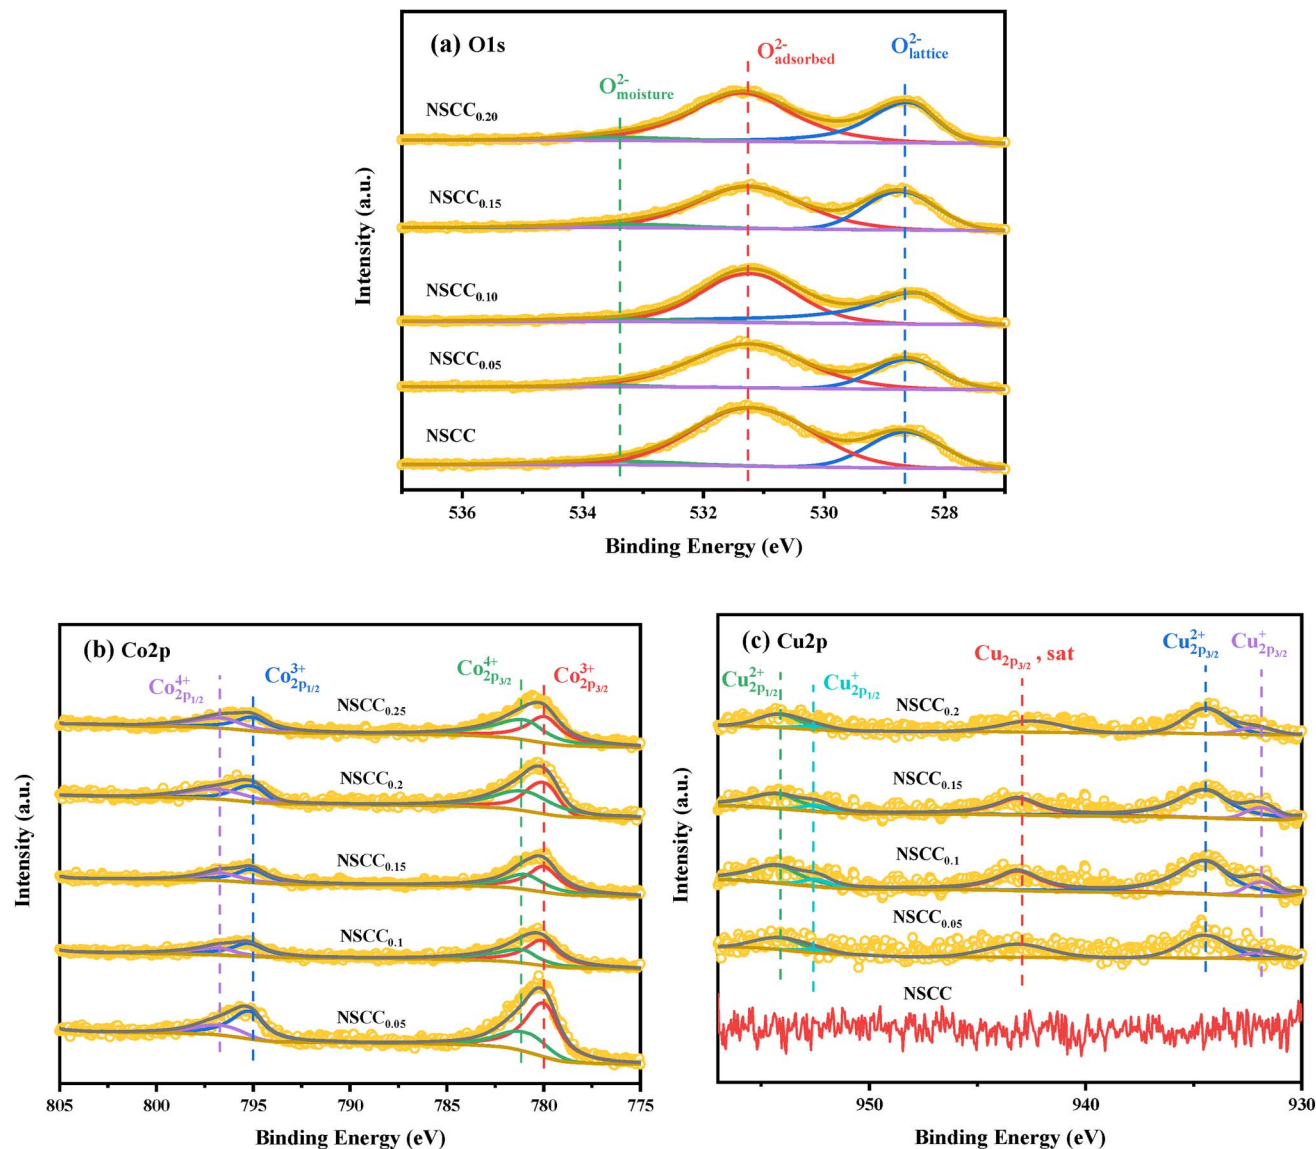 (a) O1s
O²⁻lattice
O²⁻adsorbed
O²⁻moisture
NSCC₀.₂₀
NSCC₀.₁₅
NSCC₀.₁₀
NSCC₀.₀₅
NSCC
Intensity (a.u.)
536 534 532 530 528
Binding Energy (eV)
(b) Co2p
Co⁴⁺2p1/2
Co³⁺2p1/2
Co⁴⁺2p3/2
Co³⁺2p3/2
NSCC₀.₂₅
NSCC₀.₂
NSCC₀.₁₅
NSCC₀.₁
NSCC₀.₀₅
Intensity (a.u.)
805 800 795 790 785 780 775
Binding Energy (eV)
(c) Cu2p
Cu²⁺2p1/2
Cu⁺2p1/2
Cu2p3/2 , sat
Cu²⁺2p3/2
Cu⁺2p3/2
NSCC₀.₂
NSCC₀.₁₅
NSCC₀.₁
NSCC₀.₀₅
NSCC
Intensity (a.u.)
950 940 930
Binding Energy (eV)